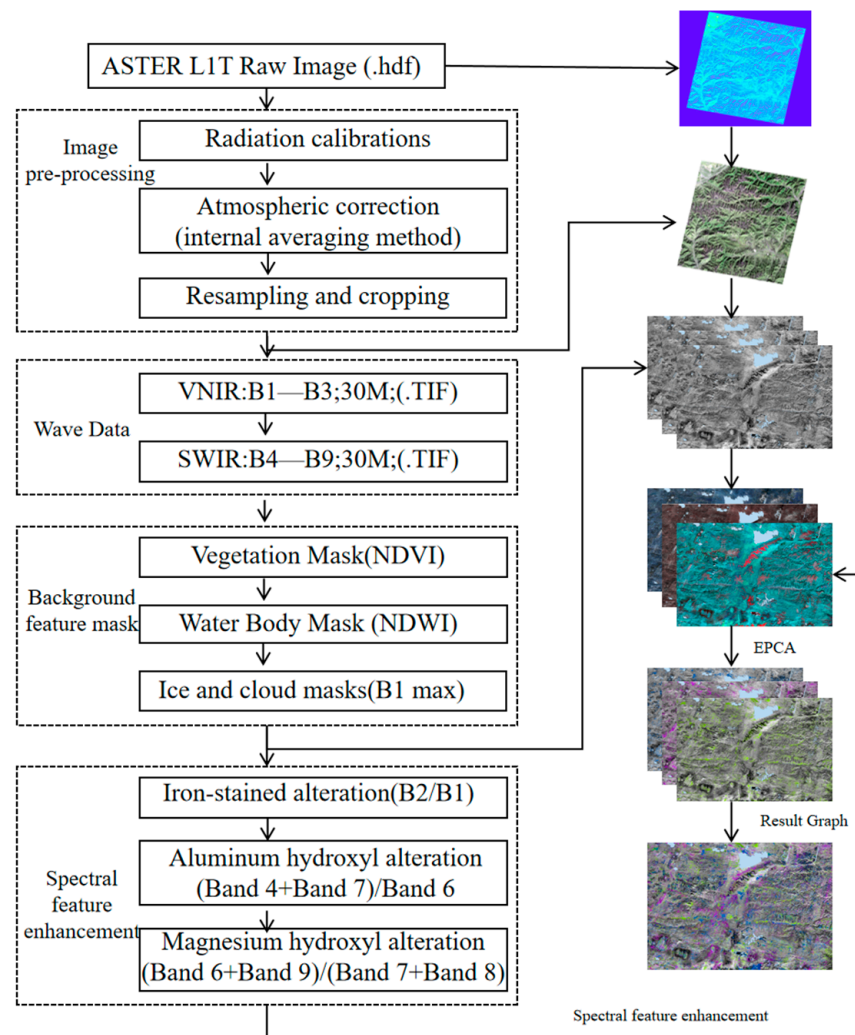 ASTER L1T Raw Image (.hdf)
Image
pre-processing
Radiation calibrations
Atmospheric correction
(internal averaging method)
Resampling and cropping
Wave Data
VNIR:B1—B3;30M;(.TIF)
SWIR:B4—B9;30M;(.TIF)
Background
feature mask
Vegetation Mask(NDVI)
Water Body Mask (NDWI)
Ice and cloud masks(B1 max)
Spectral
feature
enhancement
Iron-stained alteration(B2/B1)
Aluminum hydroxyl alteration
(Band 4+Band 7)/Band 6
Magnesium hydroxyl alteration
(Band 6+Band 9)/(Band 7+Band 8)
EPCA
Result Graph
Spectral feature enhancement